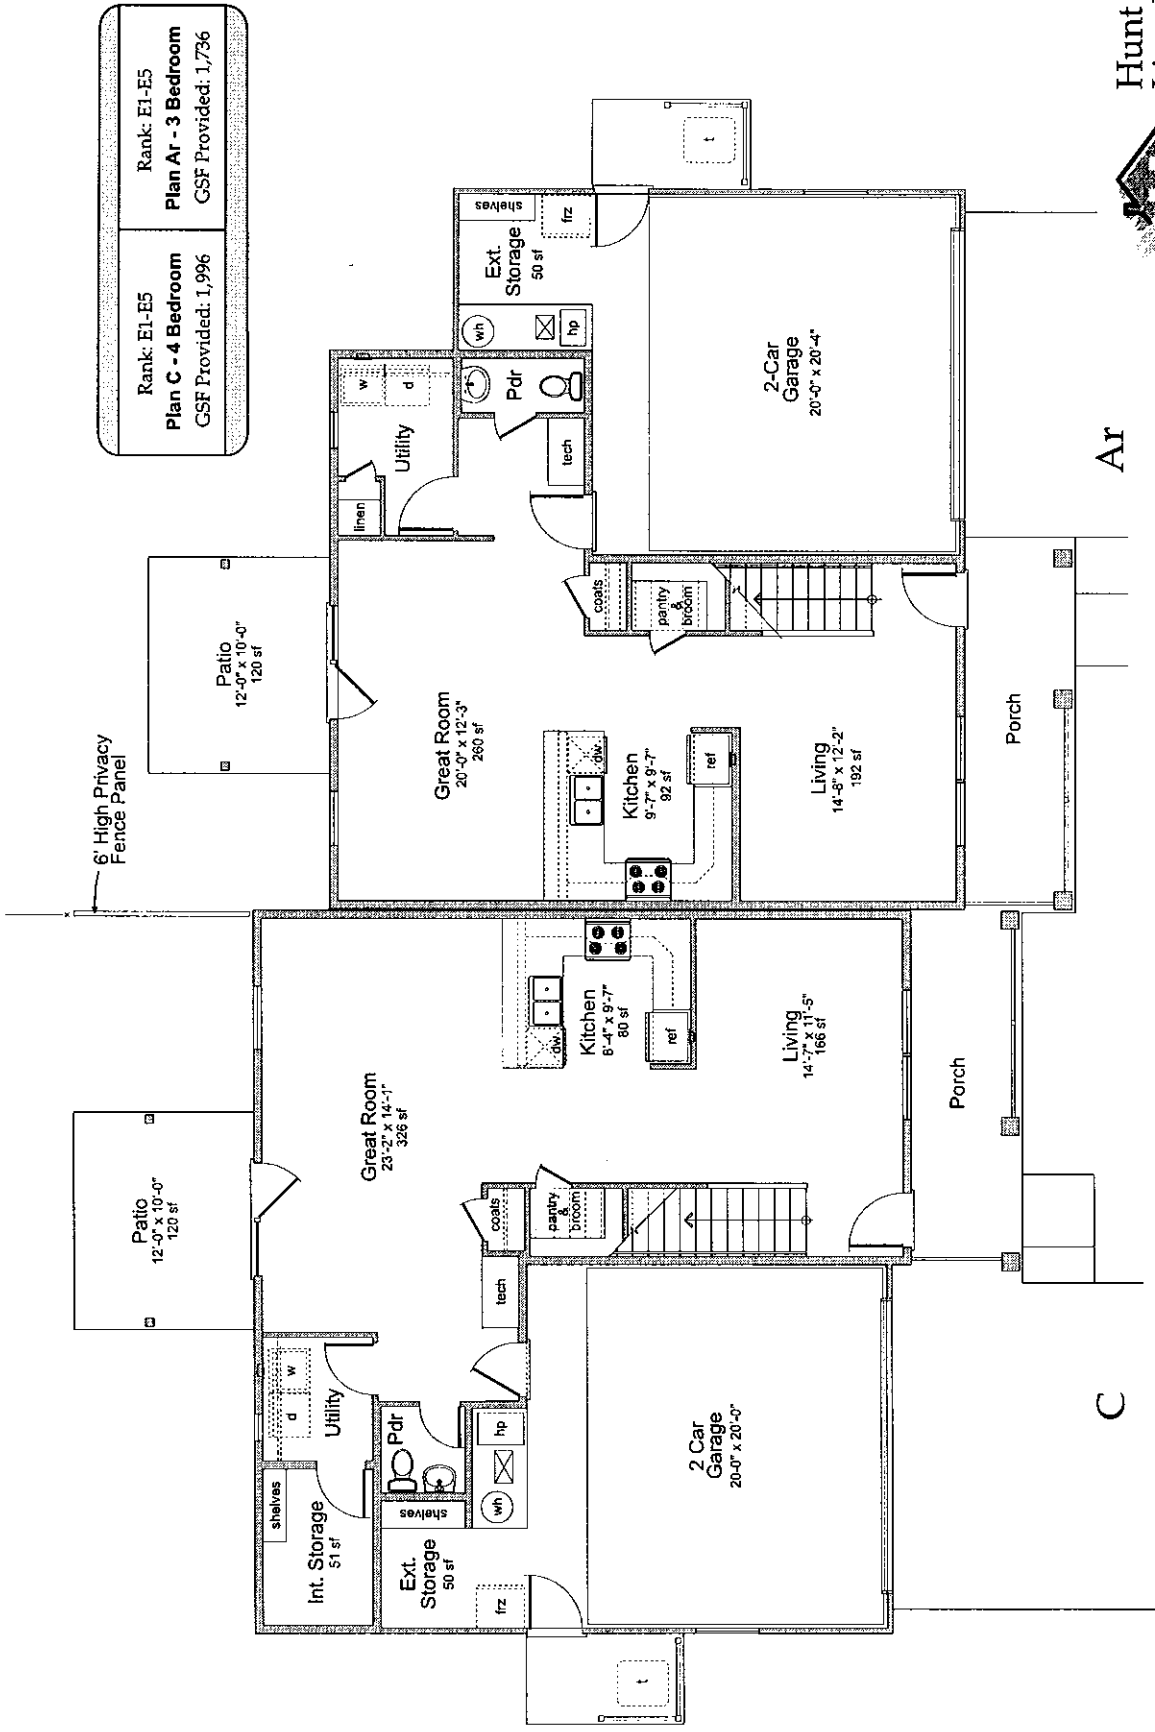 Rank: E1-E5
Plan C - 4 Bedroom
GSF Provided: 1,996
Rank: E1-E5
Plan Ar - 3 Bedroom
GSF Provided: 1,736
6' High Privacy
Fence Panel
Patio
12'-0" x 10'-0"
120 sf
Int. Storage
51 sf
shelves
Utility
d
w
Great Room
23'-2" x 14'-1"
326 sf
Pdr
Ext.
Storage
50 sf
shelves
frz
wh
hp
tech
coats
pantry
&
broom
dw
Kitchen
8'-4" x 9'-7"
80 sf
ref
Living
14'-7" x 11'-5"
166 sf
2 Car
Garage
20-0" x 20'-0"
t
Porch
C
Patio
12'-0" x 10'-0"
120 sf
Great Room
20'-0" x 12'-3"
260 sf
linen
Utility
w
d
Pdr
tech
wh
hp
Ext.
Storage
50 sf
shelves
frz
t
coats
pantry
&
broom
dw
Kitchen
9'-7" x 9'-7"
92 sf
ref
Living
14'-8" x 12'-2"
192 sf
2-Car
Garage
20'-0" x 20'-4"
Porch
Ar
Hunt